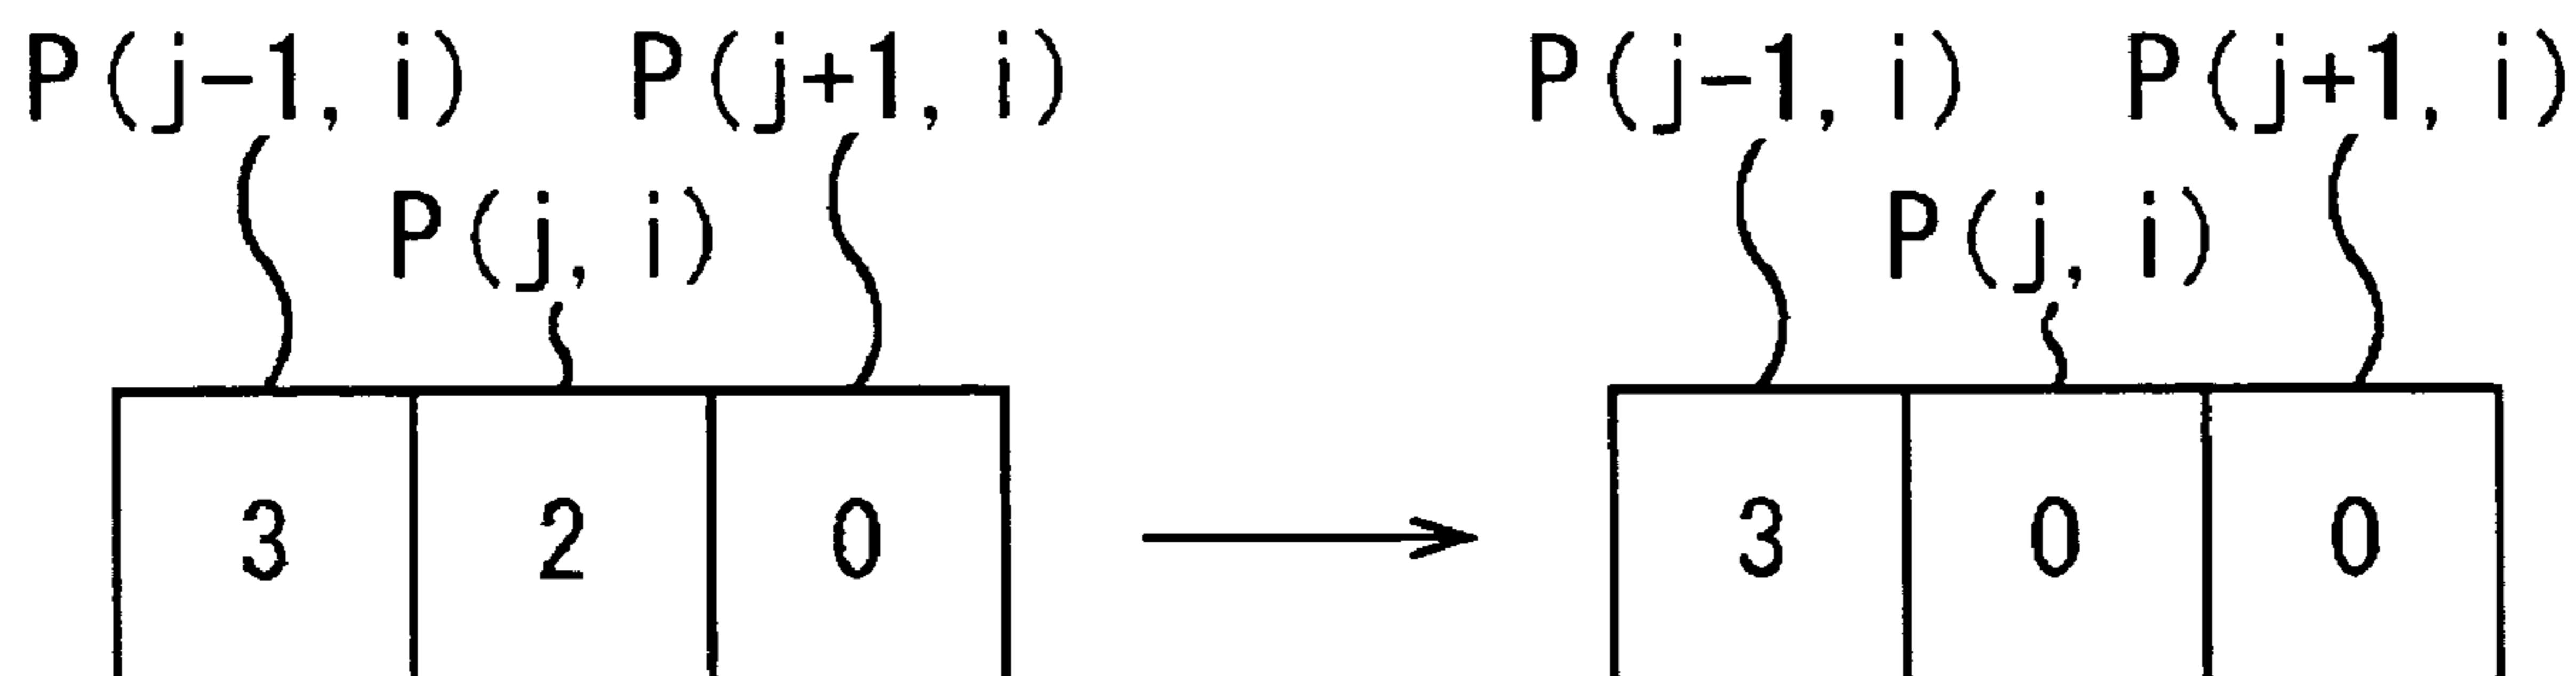 P(j-1, i) P(j+1, i) P(j-1, i) P(j+1, i)
P(j, i) P(j, i)
3 2 0 3 0 0